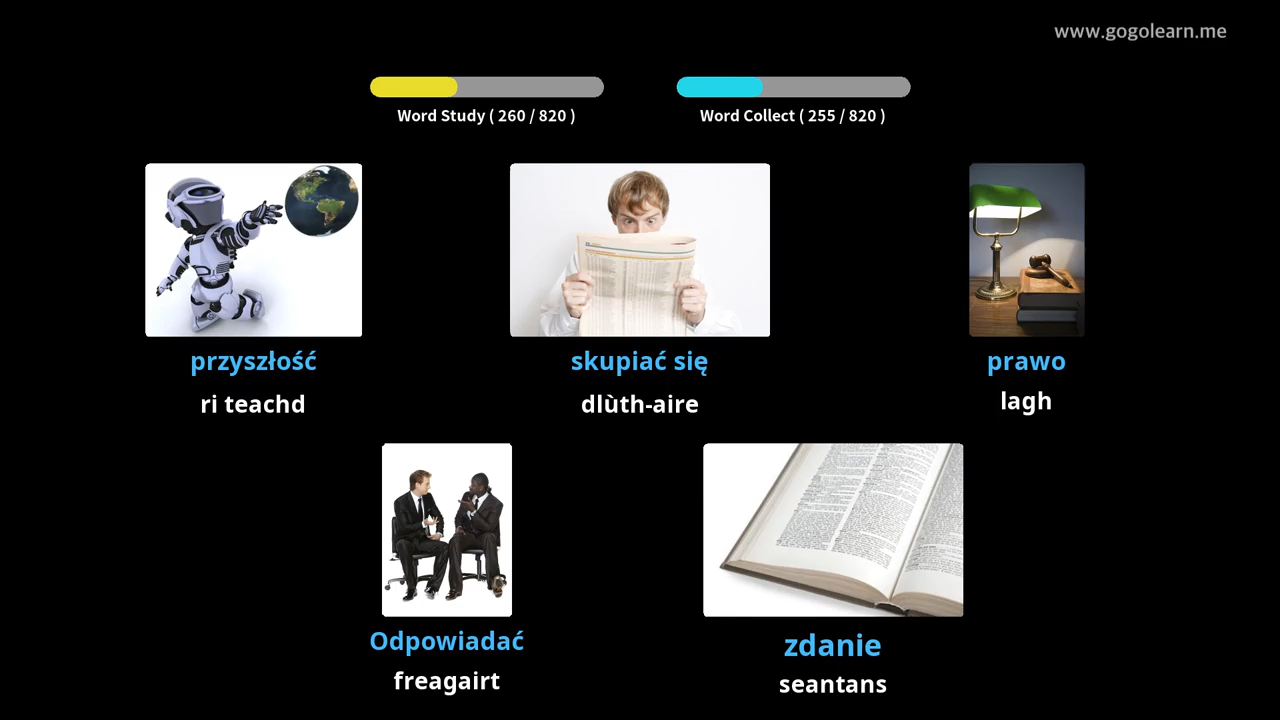 www.gogolearn.me
Word Study ( 260 / 820 )
Word Collect ( 255 / 820 )
przyszłość
skupiać się
prawo
ri teachd
dlùth-aire
lagh
Odpowiadać
zdanie
freagairt
seantans